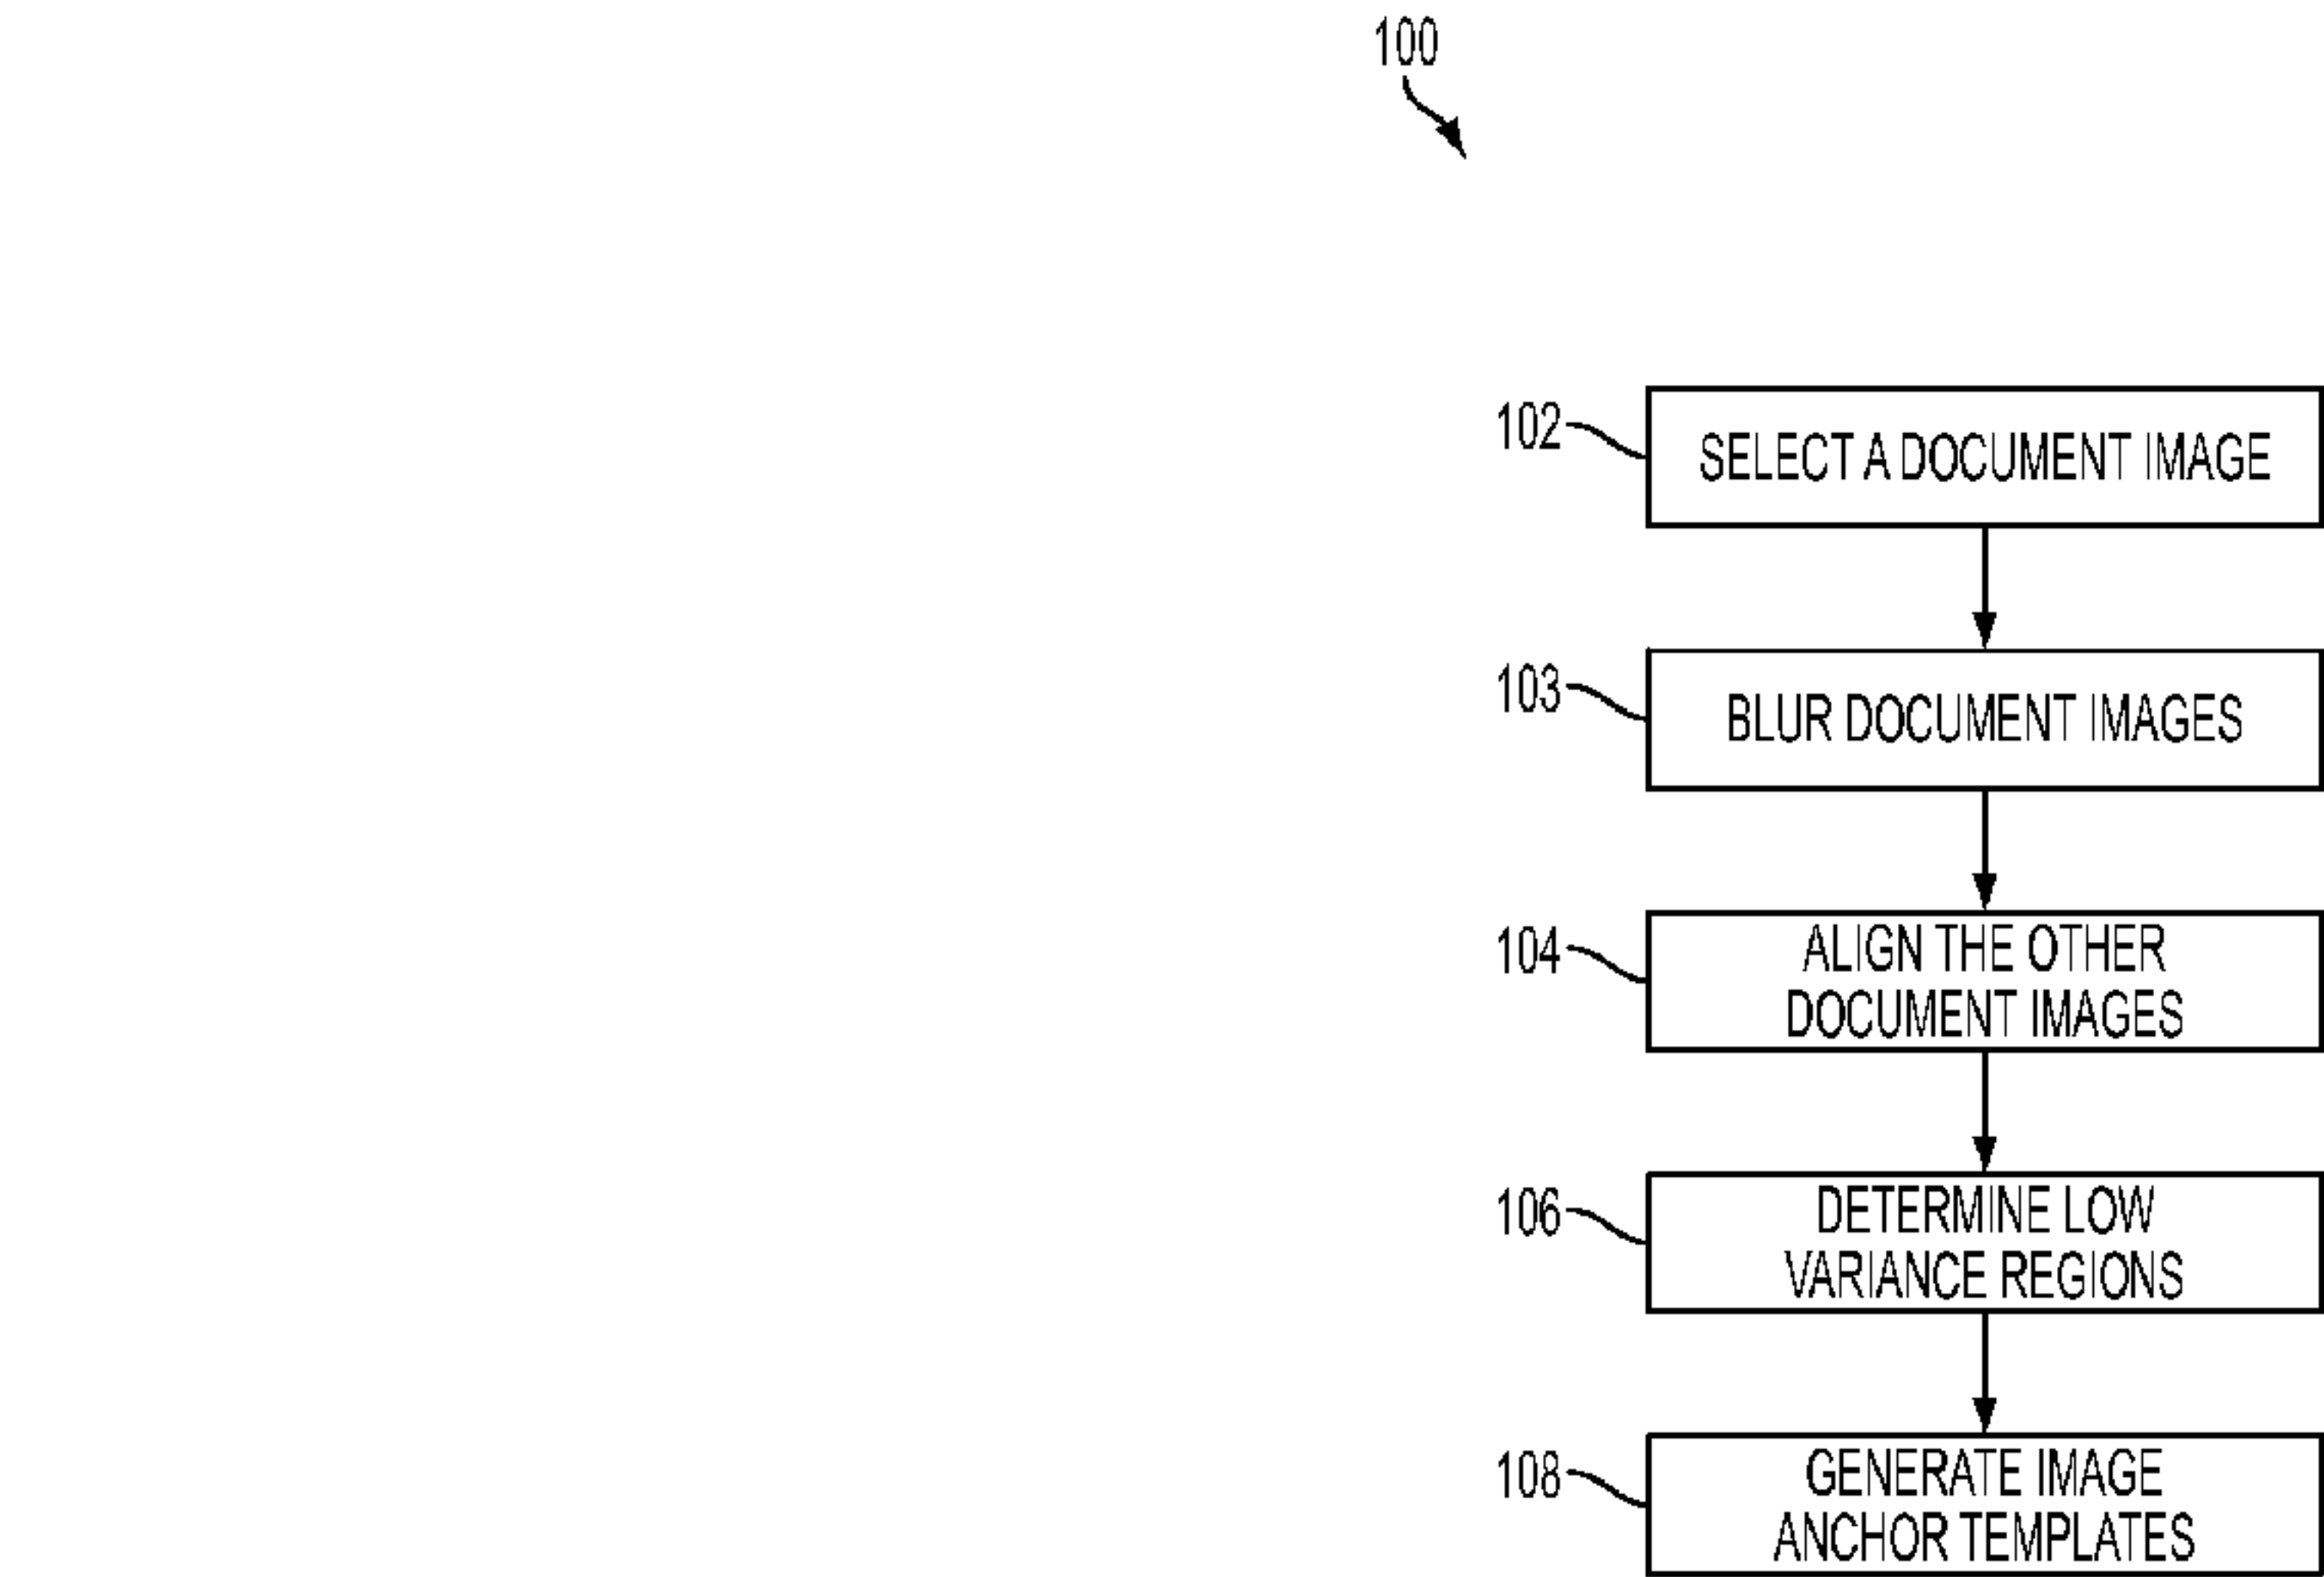 100
102
SELECT A DOCUMENT IMAGE
103
BLUR DOCUMENT IMAGES
104
ALIGN THE OTHER
DOCUMENT IMAGES
106
DETERMINE LOW
VARIANCE REGIONS
108
GENERATE IMAGE
ANCHOR TEMPLATES